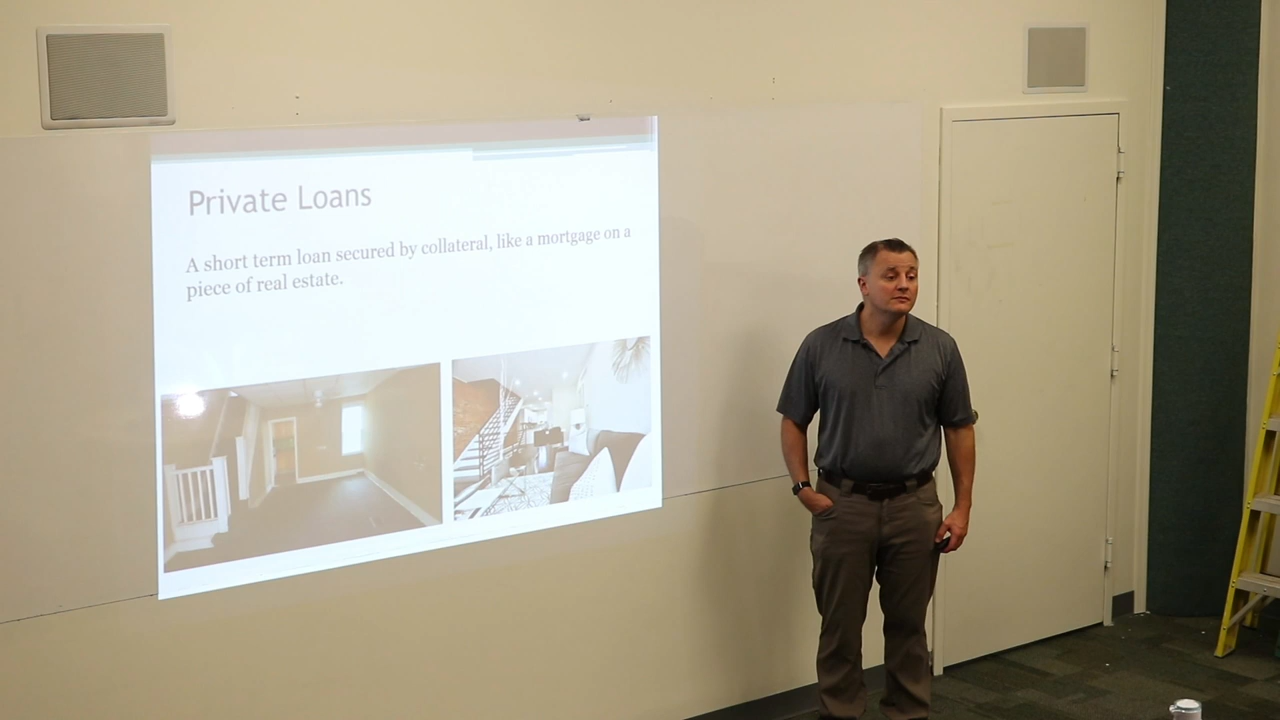 Private Loans
A short term loan secured by collateral, like a mortgage on a
piece of real estate.